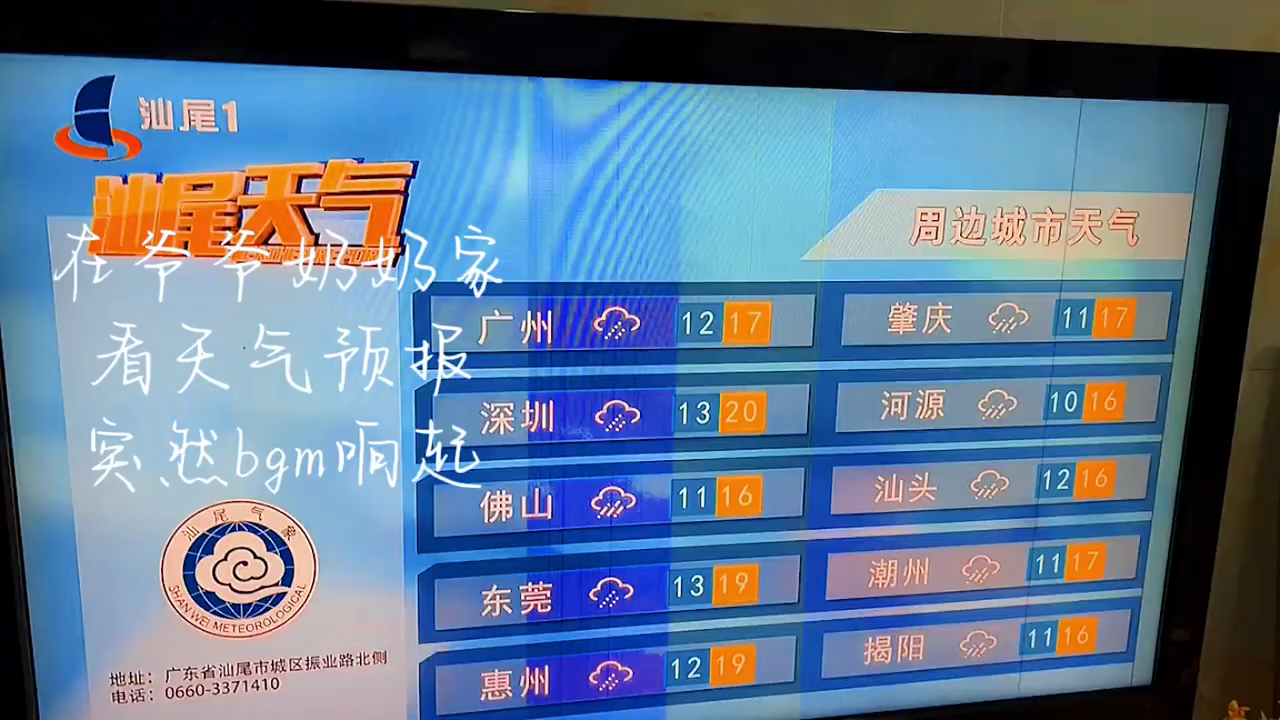 汕尾1
汕尾天气
周边城市天气
在爷爷奶奶家
看天气预报
突然bgm响起
广州 12 17
肇庆 11 17
深圳 13 20
河源 10 16
佛山 11 16
汕头 12 16
东莞 13 19
潮州 11 17
惠州 12 19
揭阳 11 16
汕尾气象
SHAN WEI METEOROLOGICAL
地址：广东省汕尾市城区振业路北侧
电话：0660-3371410